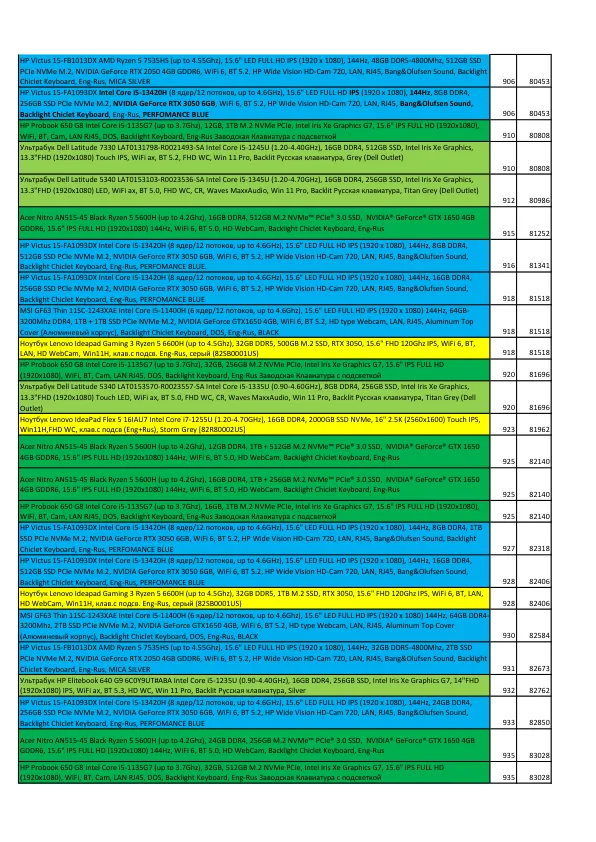 HP Victus 15-FB1013DX AMD Ryzen 5 7535HS (up to 4.55Ghz), 15.6" LED FULL HD IPS (1920 x 1080), 144Hz, 48GB DDR5-4800Mhz, 512GB SSD
PCIe NVMe M.2, NVIDIA GeForce RTX 2050 4GB GDDR6, WiFi 6, BT 5.2, HP Wide Vision HD-Cam 720, LAN, RJ45, Bang&Olufsen Sound, Backlight
Chiclet Keyboard, Eng-Rus, MICA SILVER 906 80453
HP Victus 15-FA1093DX Intel Core i5-13420H (8 ядер/12 потоков, up to 4.6GHz), 15.6" LED FULL HD IPS (1920 x 1080), 144Hz, 8GB DDR4,
256GB SSD PCIe NVMe M.2, NVIDIA GeForce RTX 3050 6GB, WiFi 6, BT 5.2, HP Wide Vision HD-Cam 720, LAN, RJ45, Bang&Olufsen Sound,
Backlight Chiclet Keyboard, Eng-Rus, PERFOMANCE BLUE 906 80453
HP Probook 650 G8 Intel Core i5-1135G7 (up to 3.7GHz), 12GB, 1TB M.2 NVMe PCIe, Intel Iris Xe Graphics G7, 15.6" IPS FULL HD (1920x1080),
WiFi, BT, Cam, LAN RJ45, DOS, Backlight Keyboard, Eng-Rus Заводская Клавиатура с подсветкой 910 80808
Ультрабук Dell Latitude 7330 LAT0131798-R0021493-SA Intel Core i5-1245U (1.20-4.40GHz), 16GB DDR4, 512GB SSD, Intel Iris Xe Graphics,
13.3"FHD (1920x1080) Touch IPS, WiFi ax, BT 5.2, FHD WC, Win 11 Pro, Backlit Русская клавиатура, Grey (Dell Outlet) 910 80808
Ультрабук Dell Latitude 5340 LAT0153103-R0023536-SA Intel Core i5-1345U (1.20-4.70GHz), 16GB DDR4, 256GB SSD, Intel Iris Xe Graphics,
13.3"FHD (1920x1080) LED, WiFi ax, BT 5.0, FHD WC, CR, Waves MaxxAudio, Win 11 Pro, Backlit Русская клавиатура, Titan Grey (Dell Outlet) 912 80986
Acer Nitro AN515-45 Black Ryzen 5 5600H (up to 4.2Ghz), 16GB DDR4, 512GB M.2 NVMe™ PCIe® 3.0 SSD, NVIDIA® GeForce® GTX 1650 4GB
GDDR6, 15.6" IPS FULL HD (1920x1080) 144Hz, WiFi 6, BT 5.0, HD WebCam, Backlight Chiclet Keyboard, Eng-Rus 915 81252
HP Victus 15-FA1093DX Intel Core i5-13420H (8 ядер/12 потоков, up to 4.6GHz), 15.6" LED FULL HD IPS (1920 x 1080), 144Hz, 8GB DDR4,
512GB SSD PCIe NVMe M.2, NVIDIA GeForce RTX 3050 6GB, WiFi 6, BT 5.2, HP Wide Vision HD-Cam 720, LAN, RJ45, Bang&Olufsen Sound,
Backlight Chiclet Keyboard, Eng-Rus, PERFOMANCE BLUE. 916 81341
HP Victus 15-FA1093DX Intel Core i5-13420H (8 ядер/12 потоков, up to 4.6GHz), 15.6" LED FULL HD IPS (1920 x 1080), 144Hz, 16GB DDR4,
256GB SSD PCIe NVMe M.2, NVIDIA GeForce RTX 3050 6GB, WiFi 6, BT 5.2, HP Wide Vision HD-Cam 720, LAN, RJ45, Bang&Olufsen Sound,
Backlight Chiclet Keyboard, Eng-Rus, PERFOMANCE BLUE 918 81518
MSI GF63 Thin 11SC-1243XAE Intel Core i5-11400H (6 ядер/12 потоков, up to 4.6Ghz), 15.6" LED FULL HD IPS (1920 x 1080) 144Hz, 64GB-
3200Mhz DDR4, 1TB + 1TB SSD PCIe NVMe M.2, NVIDIA GeForce GTX1650 4GB, WIFI 6, BT 5.2, HD type Webcam, LAN, RJ45, Aluminum Top
Cover (Алюминовый корпус), Backlight Chiclet Keyboard, DOS, Eng-Rus, BLACK 918 81518
Ноутбук Lenovo Ideapad Gaming 3 Ryzen 5 6600H (up to 4.5Ghz), 32GB DDR5, 500GB M.2 SSD, RTX 3050, 15.6" FHD 120Ghz IPS, WiFi 6, BT,
LAN, HD WebCam, Win11H, клав.с подсв. Eng-Rus, серый (82SB0001US) 918 81518
HP Probook 650 G8 Intel Core i5-1135G7 (up to 3.7GHz), 32GB, 256GB M.2 NVMe PCIe, Intel Iris Xe Graphics G7, 15.6" IPS FULL HD
(1920x1080), WiFi, BT, Cam, LAN RJ45, DOS, Backlight Keyboard, Eng-Rus Заводская Клавиатура с подсветкой 920 81696
Ультрабук Dell Latitude 5340 LAT0153570-R0023557-SA Intel Core i5-1335U (0.90-4.60GHz), 8GB DDR4, 256GB SSD, Intel Iris Xe Graphics,
13.3"FHD (1920x1080) Touch LED, WiFi ax, BT 5.0, FHD WC, CR, Waves MaxxAudio, Win 11 Pro, Backlit Русская клавиатура, Titan Grey (Dell
Outlet) 920 81696
Ноутбук Lenovo IdeaPad Flex 5 16IAU7 Intel Core i7-1255U (1.20-4.70GHz), 16GB DDR4, 2000GB SSD NVMe, 16" 2.5K (2560x1600) Touch IPS,
Win11H,FHD WC, клав.с подсв (Eng+Rus), Storm Grey [82R80002US] 923 81962
Acer Nitro AN515-45 Black Ryzen 5 5600H (up to 4.2Ghz), 12GB DDR4, 1TB + 512GB M.2 NVMe™ PCIe® 3.0 SSD, NVIDIA® GeForce® GTX 1650
4GB GDDR6, 15.6" IPS FULL HD (1920x1080) 144Hz, WiFi 6, BT 5.0, HD WebCam, Backlight Chiclet Keyboard, Eng-Rus 925 82140
Acer Nitro AN515-45 Black Ryzen 5 5600H (up to 4.2Ghz), 16GB DDR4, 1TB + 256GB M.2 NVMe™ PCIe® 3.0 SSD, NVIDIA® GeForce® GTX 1650
4GB GDDR6, 15.6" IPS FULL HD (1920x1080) 144Hz, WiFi 6, BT 5.0, HD WebCam, Backlight Chiclet Keyboard, Eng-Rus 925 82140
HP Probook 650 G8 Intel Core i5-1135G7 (up to 3.7GHz), 16GB, 1TB M.2 NVMe PCIe, Intel Iris Xe Graphics G7, 15.6" IPS FULL HD (1920x1080),
WiFi, BT, Cam, LAN RJ45, DOS, Backlight Keyboard, Eng-Rus Заводская Клавиатура с подсветкой 925 82140
HP Victus 15-FA1093DX Intel Core i5-13420H (8 ядер/12 потоков, up to 4.6GHz), 15.6" LED FULL HD IPS (1920 x 1080), 144Hz, 8GB DDR4, 1TB
SSD PCIe NVMe M.2, NVIDIA GeForce RTX 3050 6GB, WiFi 6, BT 5.2, HP Wide Vision HD-Cam 720, LAN, RJ45, Bang&Olufsen Sound, Backlight
Chiclet Keyboard, Eng-Rus, PERFOMANCE BLUE 927 82318
HP Victus 15-FA1093DX Intel Core i5-13420H (8 ядер/12 потоков, up to 4.6GHz), 15.6" LED FULL HD IPS (1920 x 1080), 144Hz, 16GB DDR4,
512GB SSD PCIe NVMe M.2, NVIDIA GeForce RTX 3050 6GB, WiFi 6, BT 5.2, HP Wide Vision HD-Cam 720, LAN, RJ45, Bang&Olufsen Sound,
Backlight Chiclet Keyboard, Eng-Rus, PERFOMANCE BLUE 928 82406
Ноутбук Lenovo Ideapad Gaming 3 Ryzen 5 6600H (up to 4.5Ghz), 32GB DDR5, 1TB M.2 SSD, RTX 3050, 15.6" FHD 120Ghz IPS, WiFi 6, BT, LAN,
HD WebCam, Win11H, клав.с подсв. Eng-Rus, серый (82SB0001US) 928 82406
MSI GF63 Thin 11SC-1243XAE Intel Core i5-11400H (6 ядер/12 потоков, up to 4.6Ghz), 15.6" LED FULL HD IPS (1920 x 1080) 144Hz, 64GB DDR4-
3200Mhz, 2TB SSD PCIe NVMe M.2, NVIDIA GeForce GTX1650 4GB, WIFI 6, BT 5.2, HD type Webcam, LAN, RJ45, Aluminum Top Cover
(Алюминевый корпус), Backlight Chiclet Keyboard, DOS, Eng-Rus, BLACK 930 82584
HP Victus 15-FB1013DX AMD Ryzen 5 7535HS (up to 4.55Ghz), 15.6" LED FULL HD IPS (1920 x 1080), 144Hz, 32GB DDR5-4800Mhz, 2TB SSD
PCIe NVMe M.2, NVIDIA GeForce RTX 2050 4GB GDDR6, WiFi 6, BT 5.2, HP Wide Vision HD-Cam 720, LAN, RJ45, Bang&Olufsen Sound, Backlight
Chiclet Keyboard, Eng-Rus, MICA SILVER 931 82673
Ультрабук HP Elitebook 640 G9 6C0Y9UT#ABA Intel Core i5-1235U (0.90-4.40GHz), 16GB DDR4, 256GB SSD, Intel Iris Xe Graphics G7, 14"FHD
(1920x1080) IPS, WiFi ax, BT 5.3, HD WC, Win 11 Pro, Backlit Русская клавиатура, Silver 932 82762
HP Victus 15-FA1093DX Intel Core i5-13420H (8 ядер/12 потоков, up to 4.6GHz), 15.6" LED FULL HD IPS (1920 x 1080), 144Hz, 24GB DDR4,
256GB SSD PCIe NVMe M.2, NVIDIA GeForce RTX 3050 6GB, WiFi 6, BT 5.2, HP Wide Vision HD-Cam 720, LAN, RJ45, Bang&Olufsen Sound,
Backlight Chiclet Keyboard, Eng-Rus, PERFOMANCE BLUE 933 82850
Acer Nitro AN515-45 Black Ryzen 5 5600H (up to 4.2Ghz), 24GB DDR4, 256GB M.2 NVMe™ PCIe® 3.0 SSD, NVIDIA® GeForce® GTX 1650 4GB
GDDR6, 15.6" IPS FULL HD (1920x1080) 144Hz, WiFi 6, BT 5.0, HD WebCam, Backlight Chiclet Keyboard, Eng-Rus 935 83028
HP Probook 650 G8 Intel Core i5-1135G7 (up to 3.7GHz), 32GB, 512GB M.2 NVMe PCIe, Intel Iris Xe Graphics G7, 15.6" IPS FULL HD
(1920x1080), WiFi, BT, Cam, LAN RJ45, DOS, Backlight Keyboard, Eng-Rus Заводская Клавиатура с подсветкой 935 83028